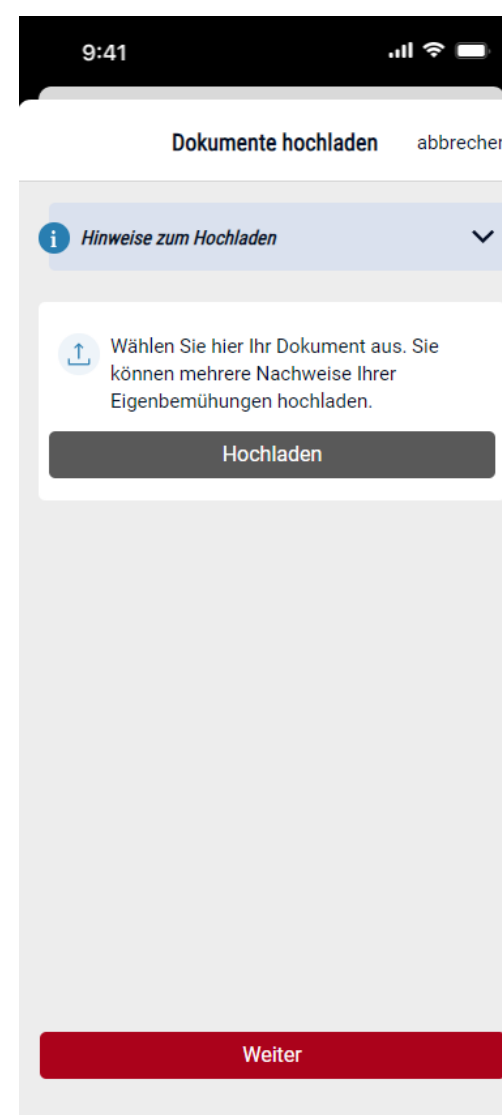 9:41
Dokumente hochladen abbrechen
i Hinweise zum Hochladen
Wählen Sie hier Ihr Dokument aus. Sie
können mehrere Nachweise Ihrer
Eigenbemühungen hochladen.
Hochladen
Weiter